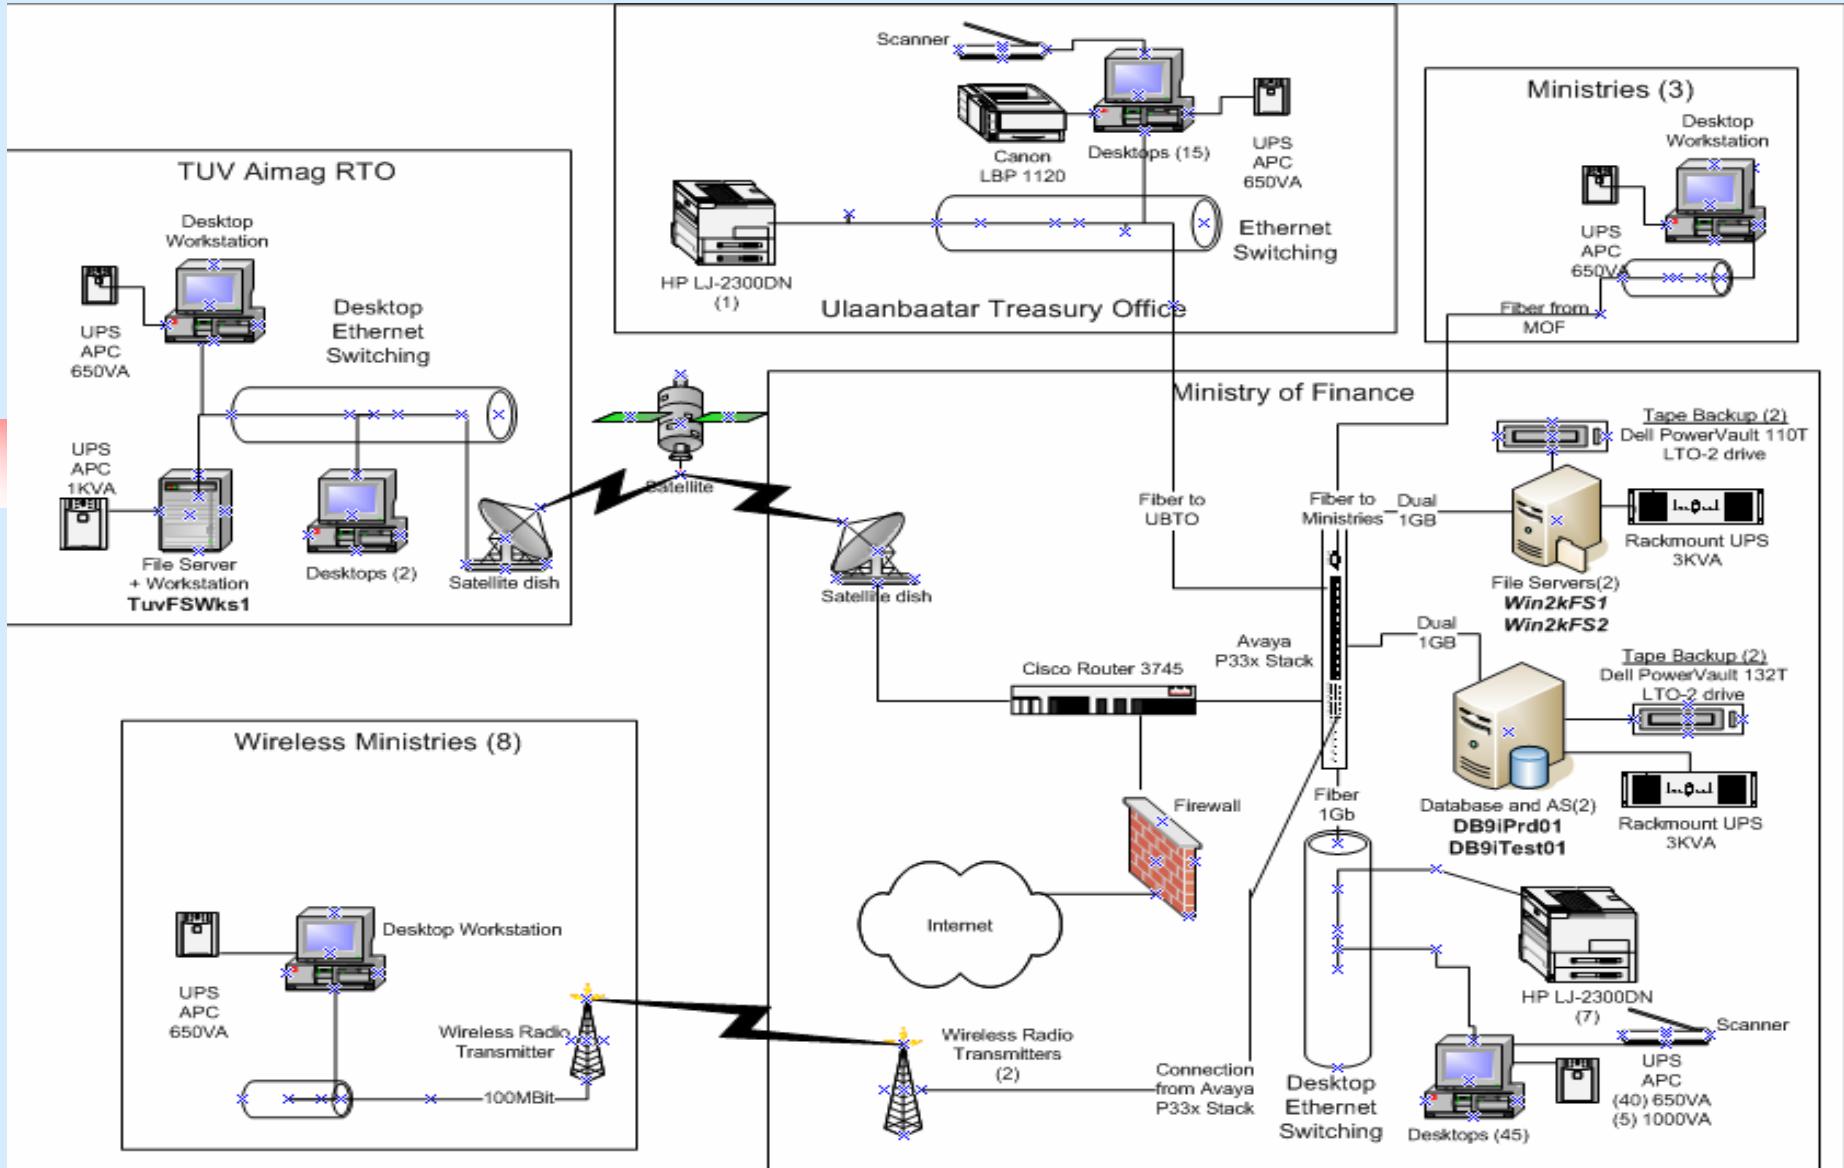 Scanner
Canon
LBP 1120
Desktops (15)
UPS
APC
650VA
HP LJ-2300DN
(1)
Ethernet
Switching
Ulaanbaatar Treasury Office
Ministries (3)
Desktop
Workstation
UPS
APC
650VA
Fiber from
MOF
TUV Aimag RTO
Desktop
Workstation
UPS
APC
650VA
Desktop
Ethernet
Switching
UPS
APC
1KVA
File Server
+ Workstation
TuvFSWks1
Desktops (2)
Satellite dish
Satellite
Ministry of Finance
Satellite dish
Fiber to
UBTO
Fiber to
Ministries
Dual
1GB
Tape Backup (2)
Dell PowerVault 110T
LTO-2 drive
Rackmount UPS
3KVA
File Servers(2)
Win2kFS1
Win2kFS2
Avaya
P33x Stack
Dual
1GB
Cisco Router 3745
Tape Backup (2)
Dell PowerVault 132T
LTO-2 drive
Database and AS(2)
DB9iPrd01
DB9iTest01
Rackmount UPS
3KVA
Firewall
Fiber
1Gb
Internet
HP LJ-2300DN
(7)
Scanner
UPS
APC
(40) 650VA
(5) 1000VA
Desktops (45)
Desktop
Ethernet
Switching
Connection
from Avaya
P33x Stack
Wireless Radio
Transmitters
(2)
Wireless Ministries (8)
Desktop Workstation
UPS
APC
650VA
Wireless Radio
Transmitter
100MBit